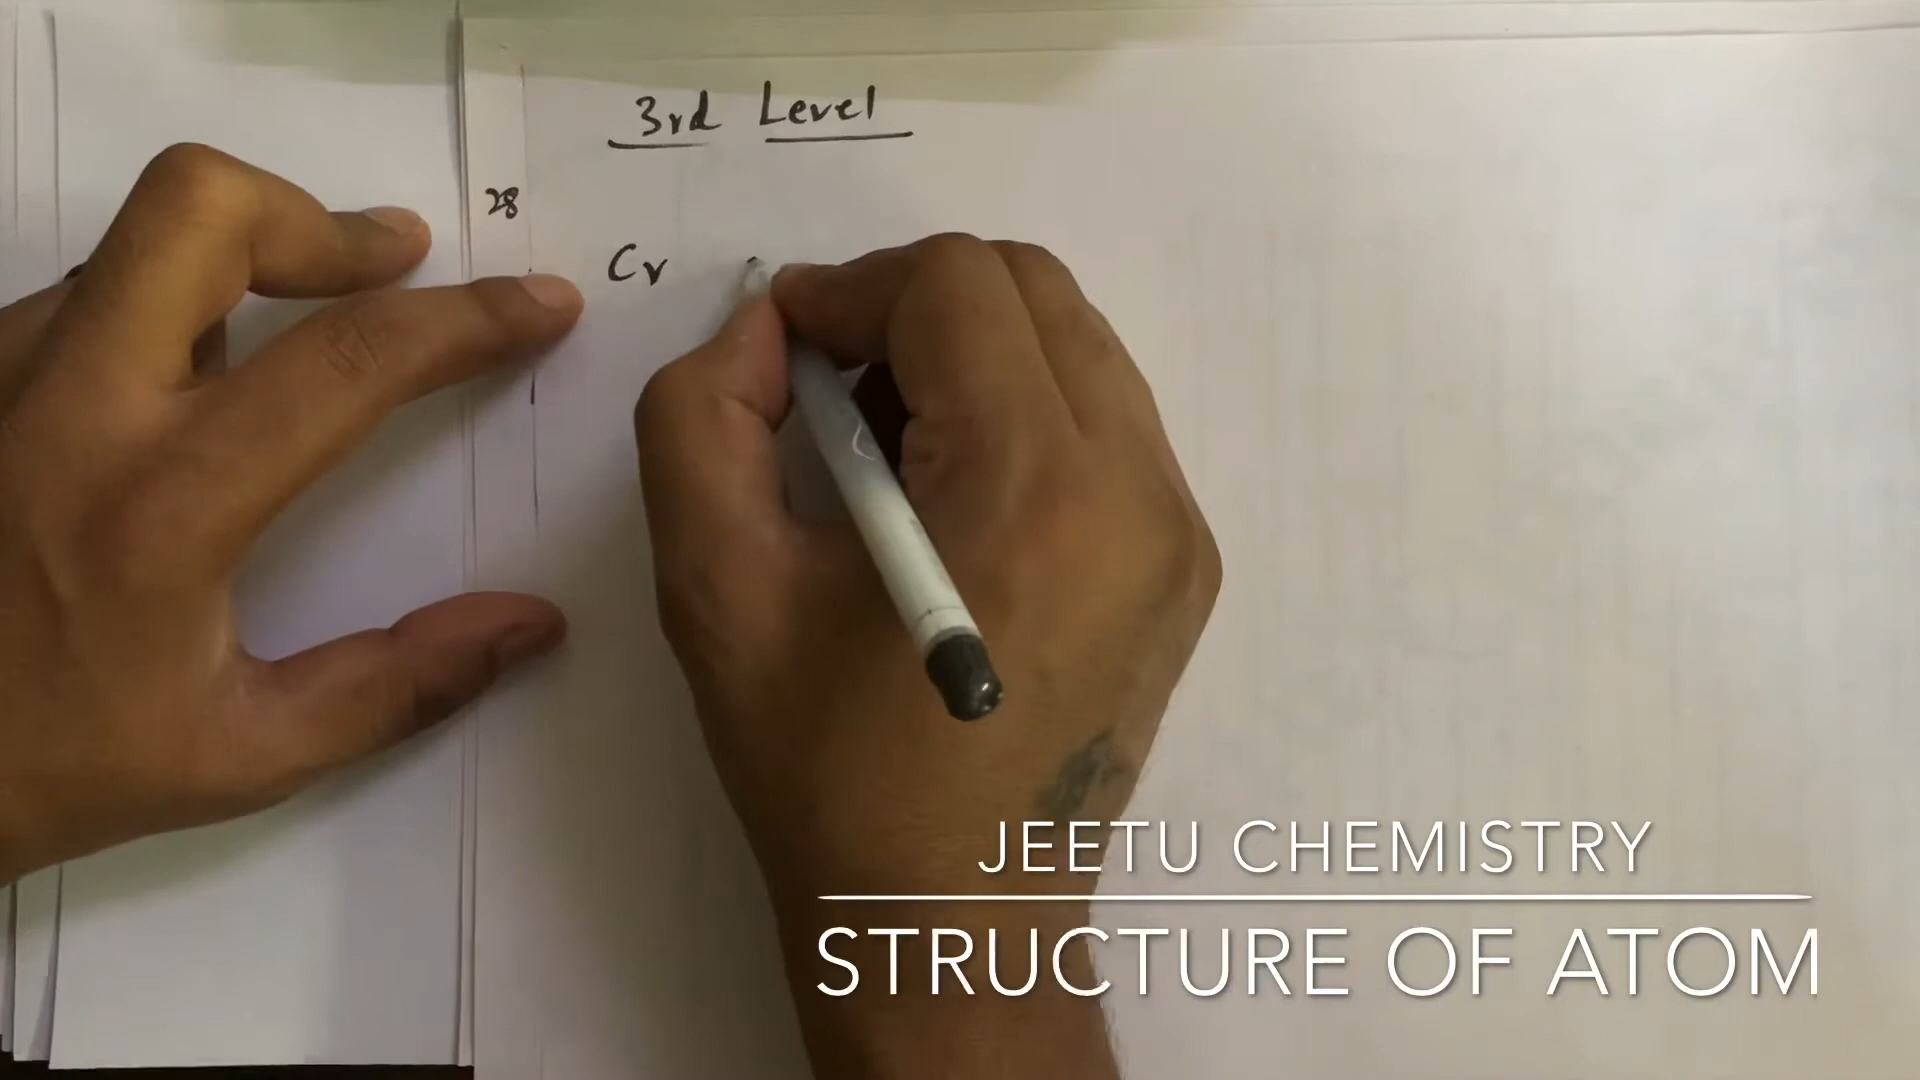 3rd Level
28
Cr
JEETU CHEMISTRY
STRUCTURE OF ATOM